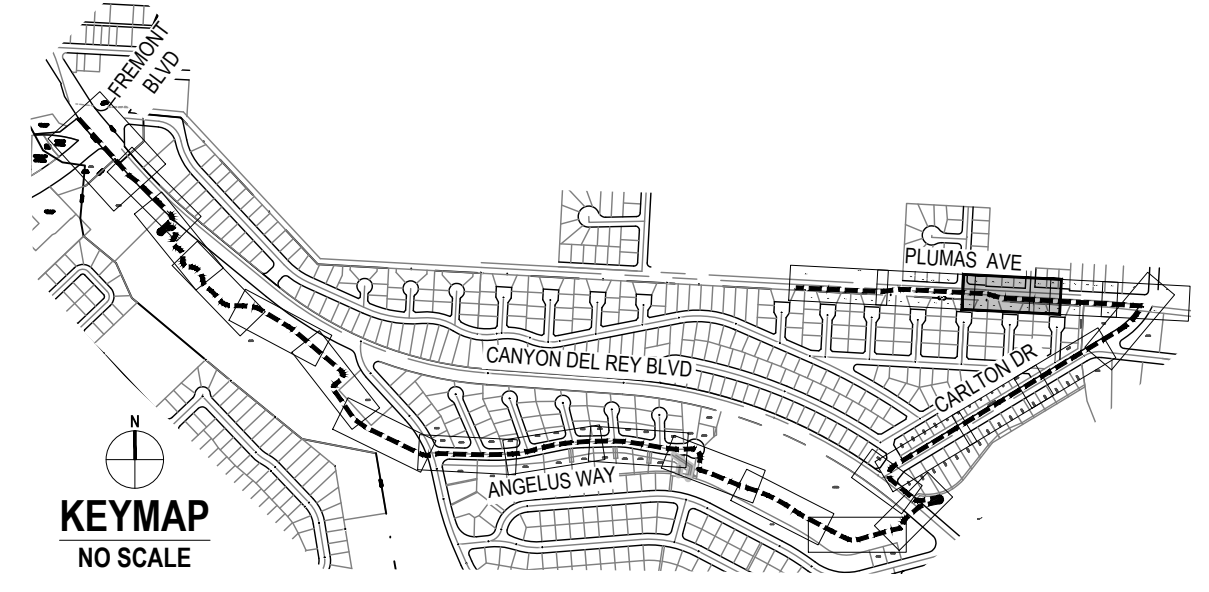 FREMONT
BLVD
PLUMAS AVE
CANYON DEL REY BLVD
CARLTON DR
ANGELUS WAY
N
KEYMAP
NO SCALE